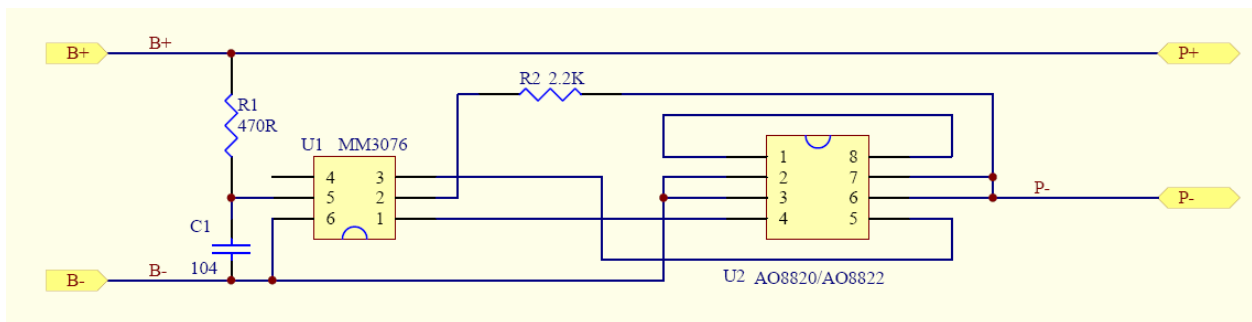 B+ B+ P+
R2 2.2K
R1
470R
U1 MM3076
4 3
5 2
6 1
1 8
2 7
3 6
4 5
P- P-
C1
104
B- B-
U2 AO8820/AO8822